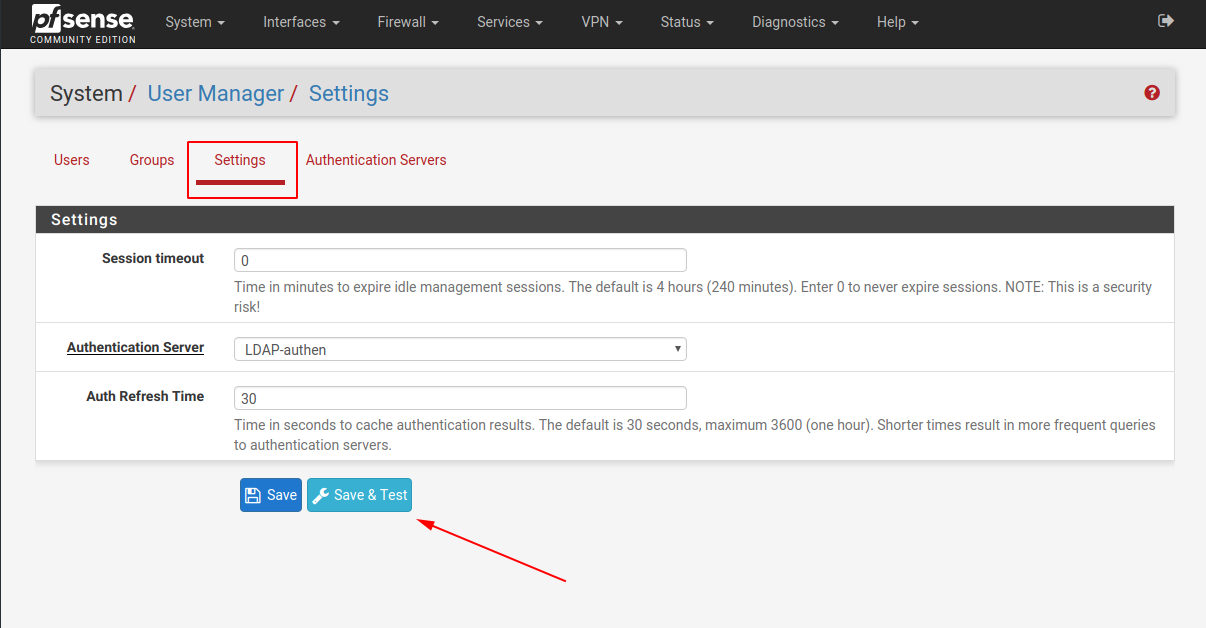 pfsense
COMMUNITY EDITION
System Interfaces Firewall Services VPN Status Diagnostics Help
System / User Manager / Settings
Users Groups Settings Authentication Servers
Settings
Session timeout 0
Time in minutes to expire idle management sessions. The default is 4 hours (240 minutes). Enter 0 to never expire sessions. NOTE: This is a security
risk!
Authentication Server LDAP-authen
Auth Refresh Time 30
Time in seconds to cache authentication results. The default is 30 seconds, maximum 3600 (one hour). Shorter times result in more frequent queries
to authentication servers.
Save Save & Test